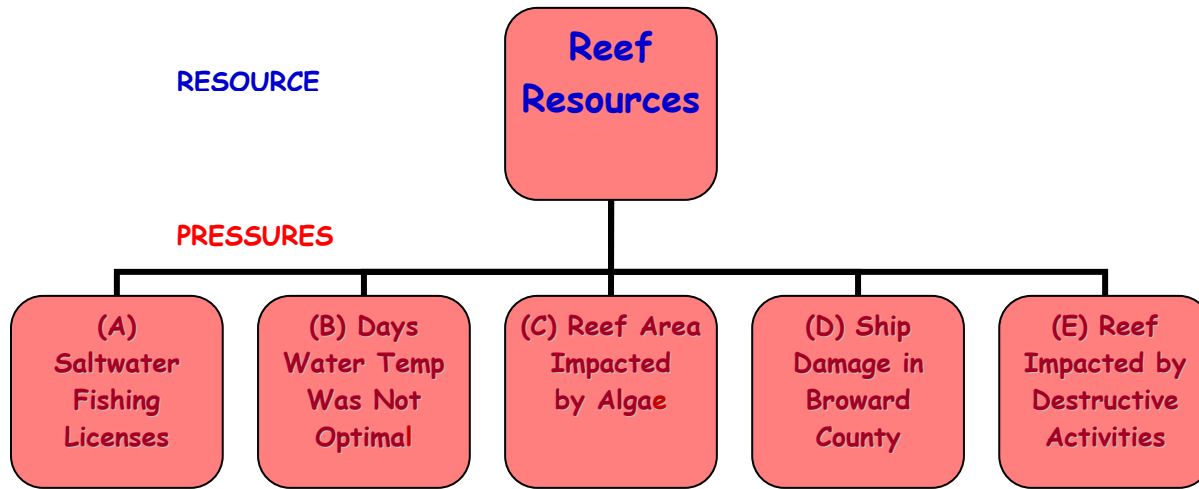 Reef
Resources
RESOURCE
PRESSURES
(A)
Saltwater
Fishing
Licenses
(B) Days
Water Temp
Was Not
Optimal
(C) Reef Area
Impacted
by Algae
(D) Ship
Damage in
Broward
County
(E) Reef
Impacted by
Destructive
Activities